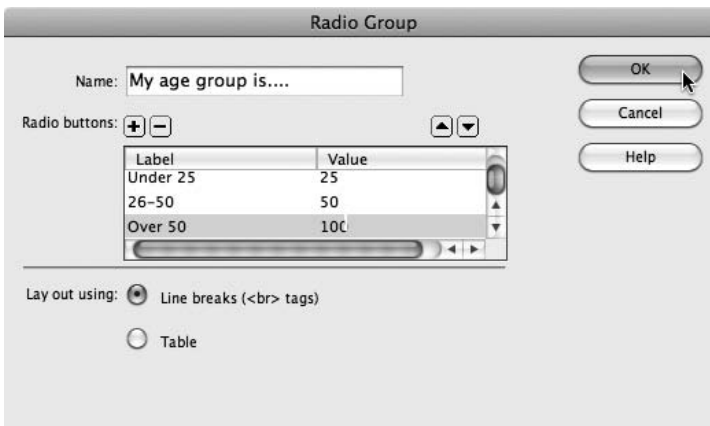 Radio Group
Name: My age group is....
OK
Radio buttons:
Cancel
Label Value
Help
Under 25 25
26-50 50
Over 50 100
Lay out using: Line breaks (<br> tags)
Table